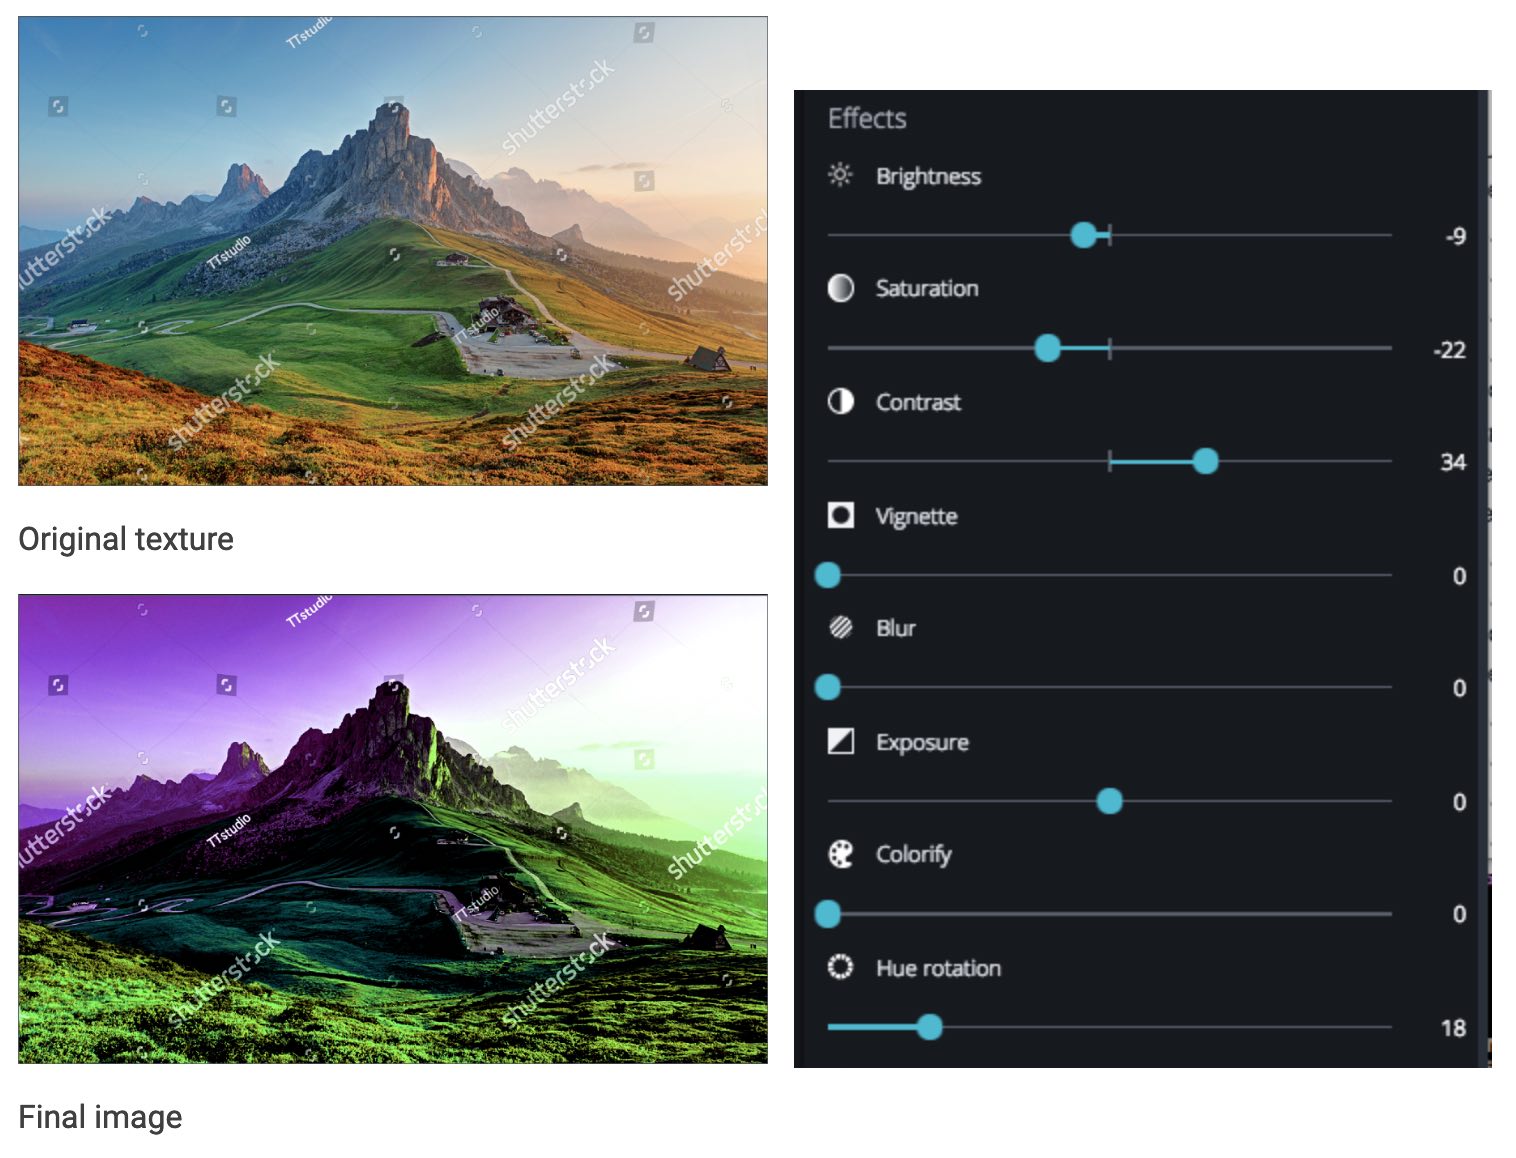 TTstudio
shutterstock
shutterstock
TTstudio
shutterstock
TTstudio
shutterstock
shutterstock
Original texture
TTstudio
shutterstock
shutterstock
TTstudio
shutterstock
TTstudio
shutterstock
shutterstock
Final image
Effects
Brightness
-9
Saturation
-22
Contrast
34
Vignette
0
Blur
0
Exposure
0
Colorify
0
Hue rotation
18